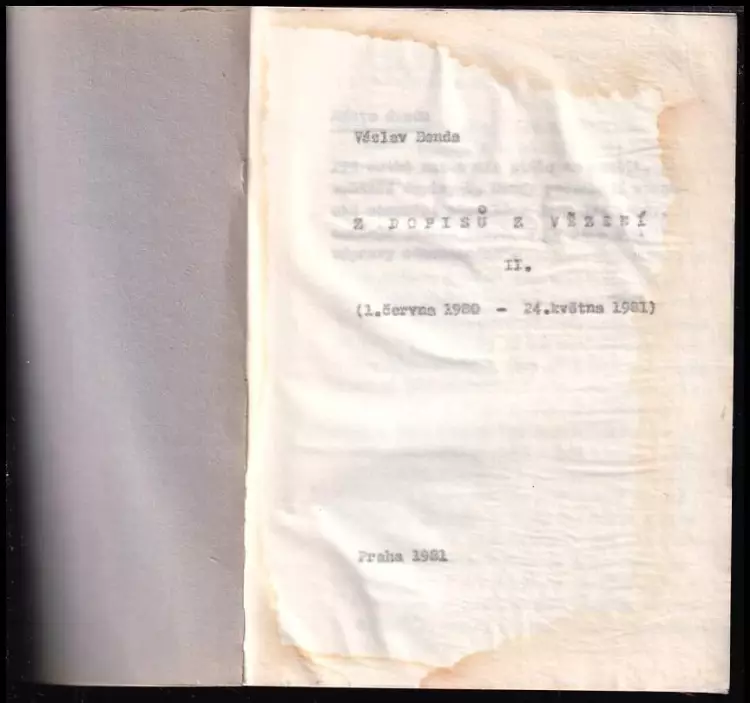 Václav Benda
Z DOPISŮ Z VĚZENÍ
II.
(1.června 1980 - 24.května 1981)
Praha 1981